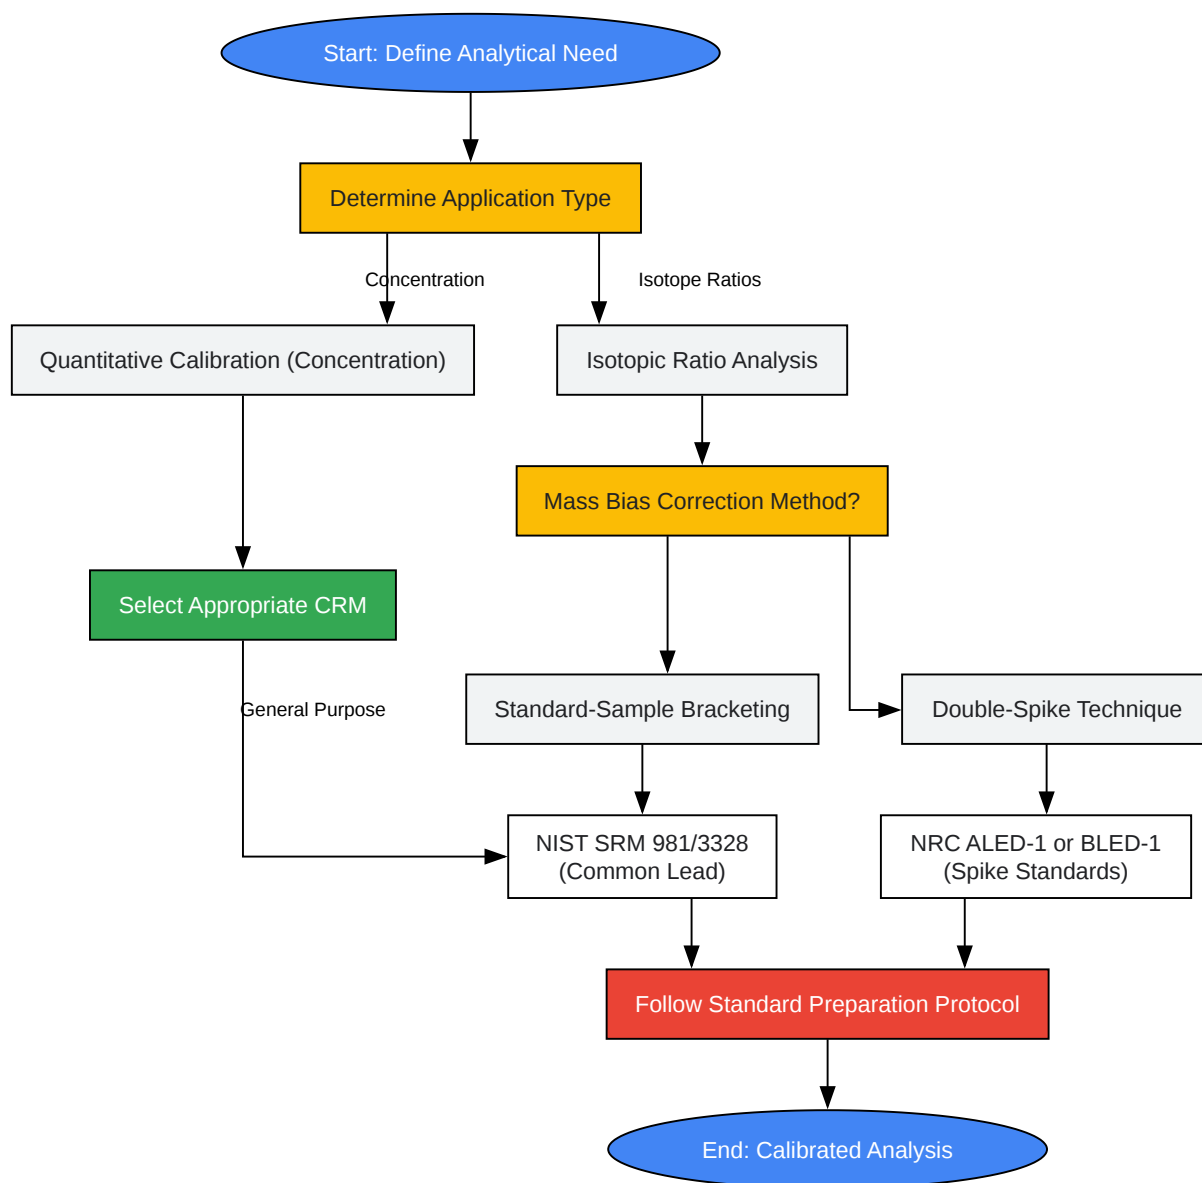 Start: Define Analytical Need
Determine Application Type
Concentration
Isotope Ratios
Quantitative Calibration (Concentration)
Isotopic Ratio Analysis
Mass Bias Correction Method?
Select Appropriate CRM
General Purpose
Standard-Sample Bracketing
Double-Spike Technique
NIST SRM 981/3328
(Common Lead)
NRC ALED-1 or BLED-1
(Spike Standards)
Follow Standard Preparation Protocol
End: Calibrated Analysis